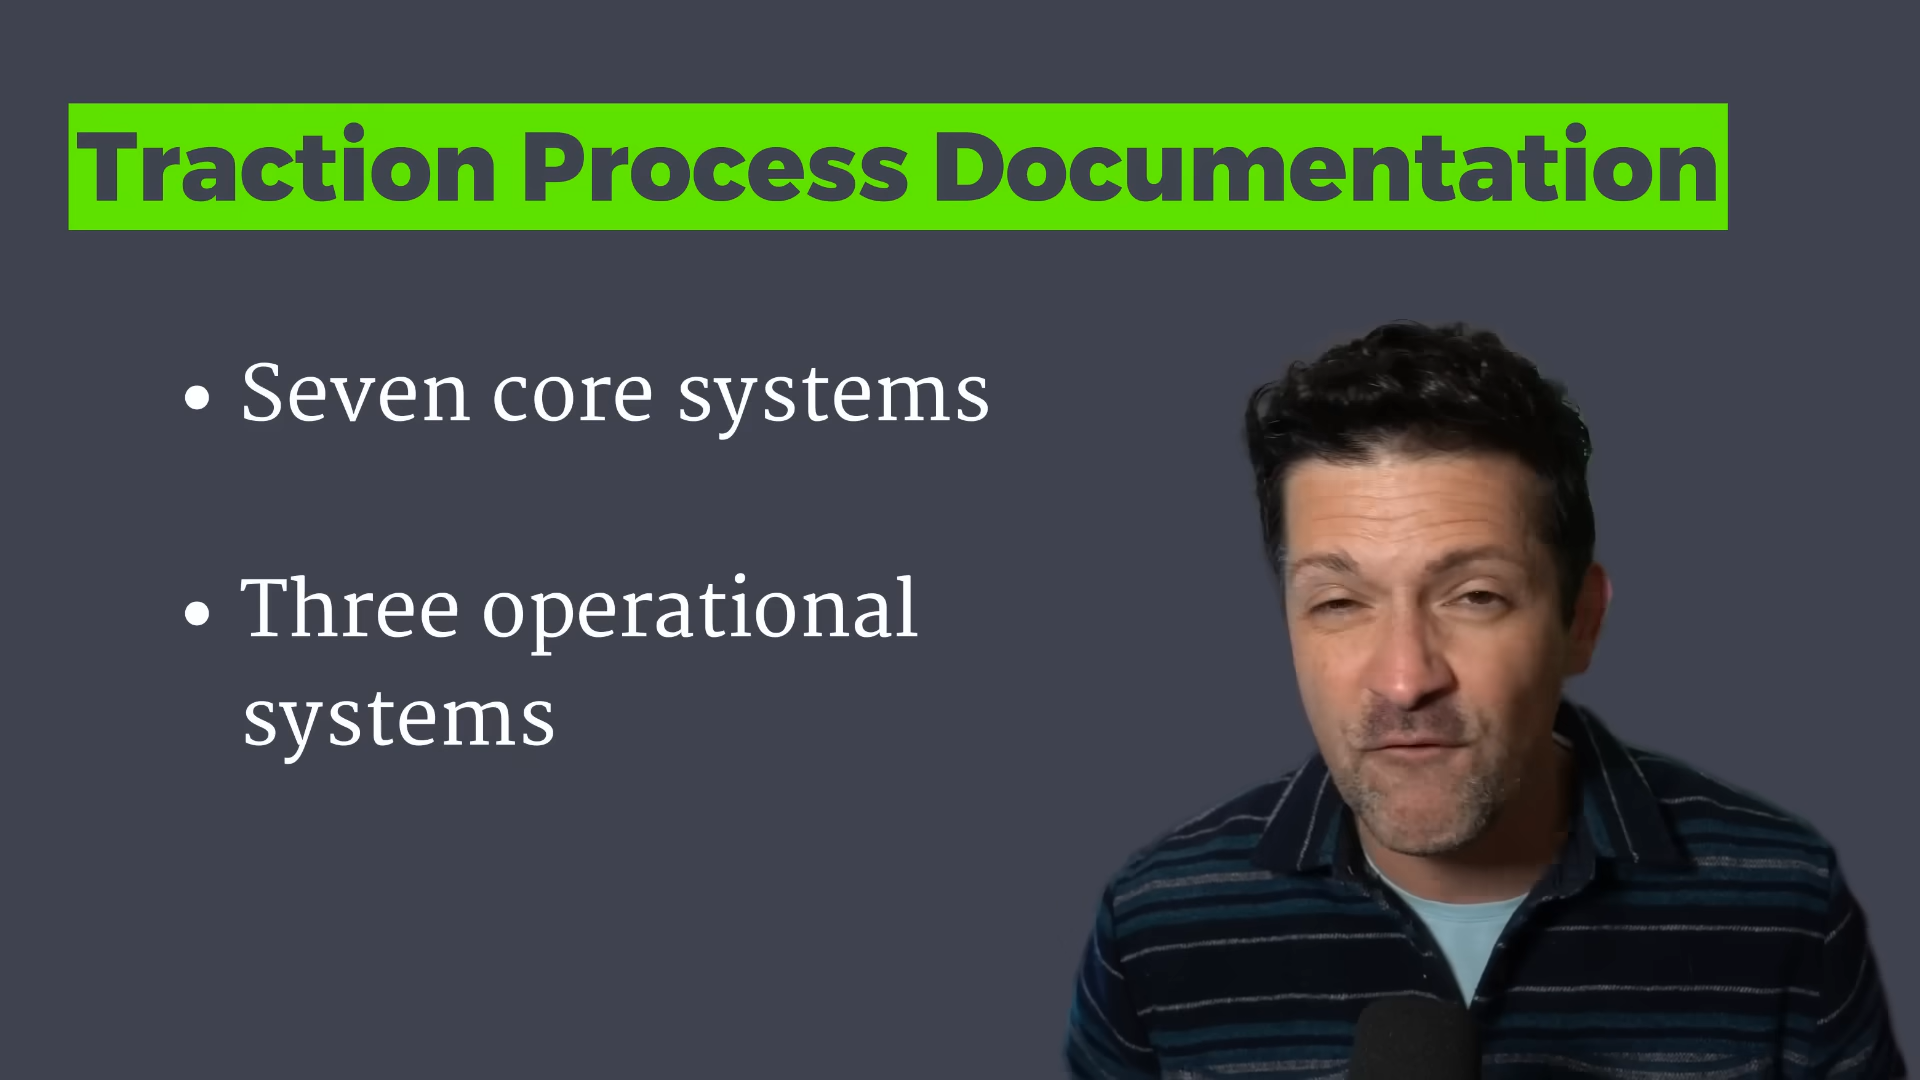 Traction Process Documentation
• Seven core systems
• Three operational
systems